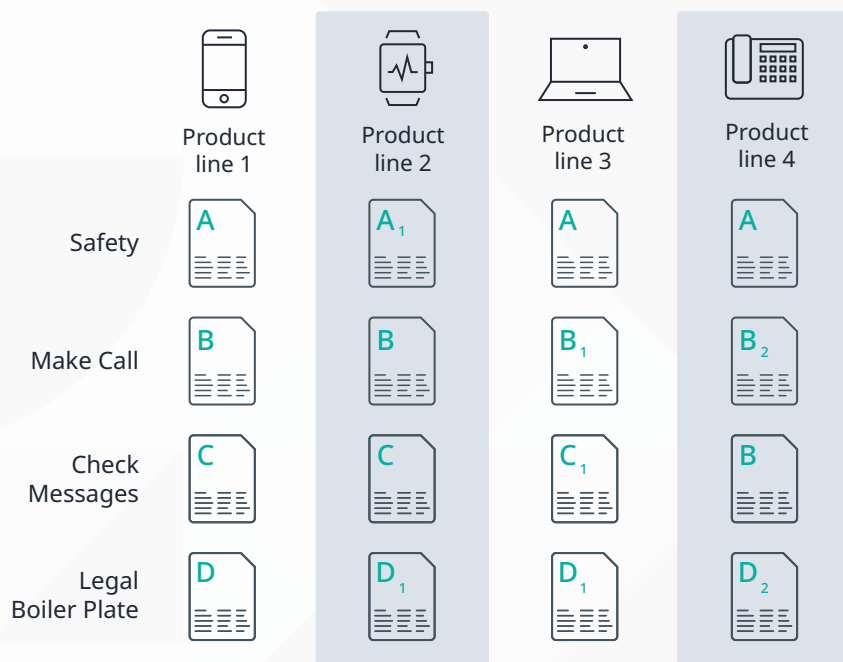 Product
line 1
Product
line 2
Product
line 3
Product
line 4
Safety
A
A1
A
A
Make Call
B
B
B1
B2
Check
Messages
C
C
C1
B
Legal
Boiler Plate
D
D1
D1
D2